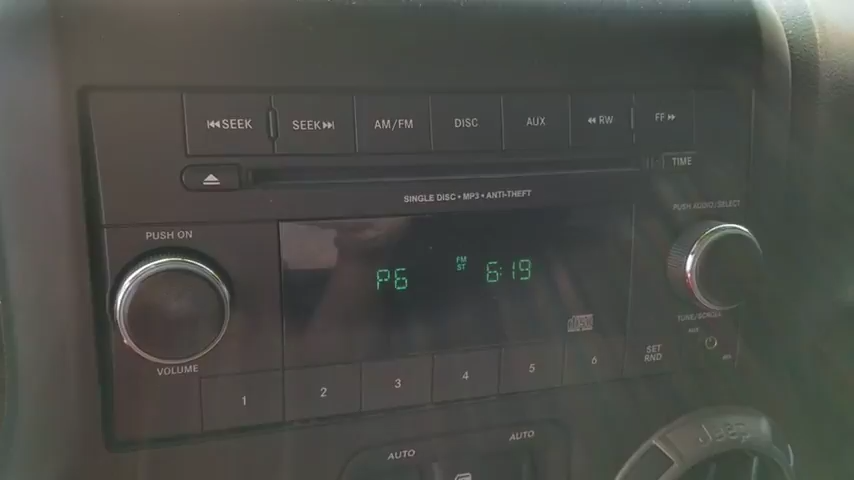 SEEK
SEEK
AM/FM
DISC
AUX
RW
FF
TIME
SINGLE DISC • MP3 • ANTI-THEFT
PUSH ON
PUSH AUDIO/SELECT
P6
FM
ST
6:19
VOLUME
TUNE/SCROLL
SET
RND
1
2
3
4
5
6
AUTO
AUTO
Jeep